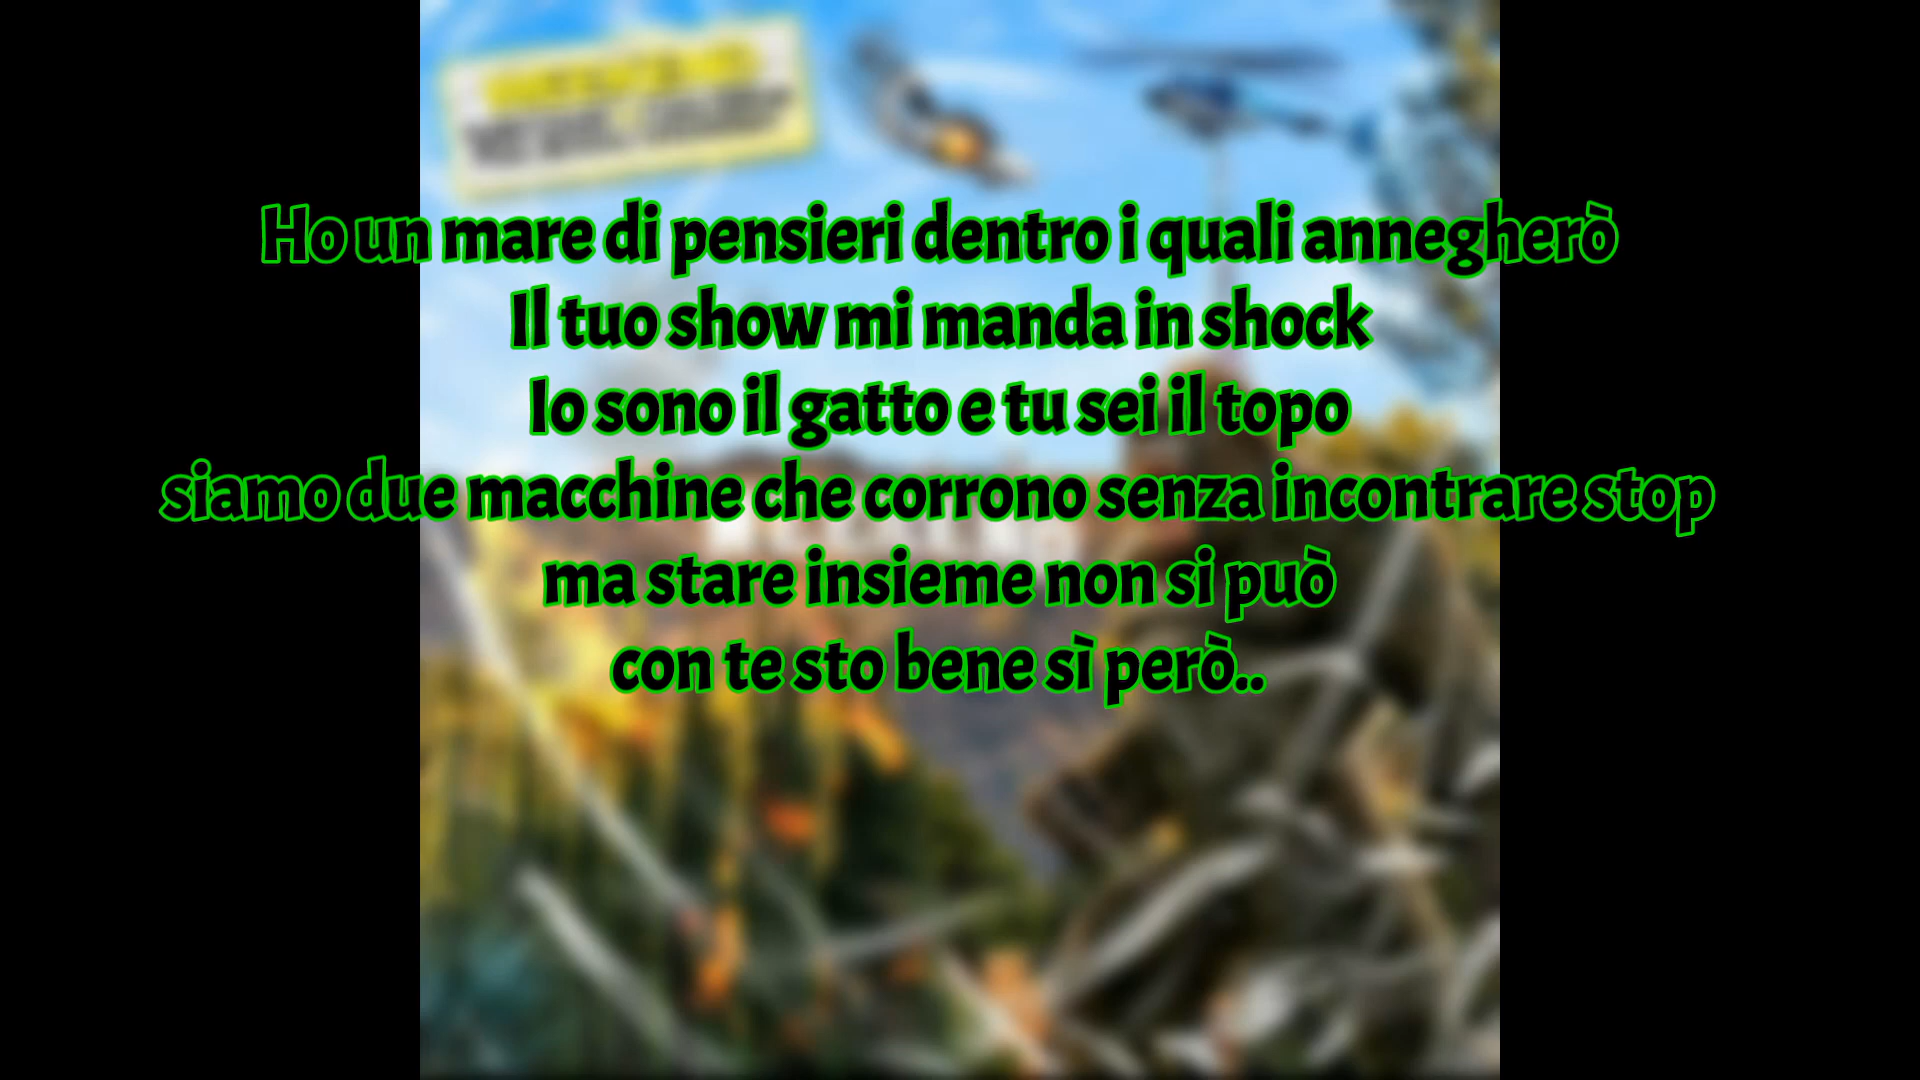 Ho un mare di pensieri dentro i quali annegherò
Il tuo show mi manda in shock
Io sono il gatto e tu sei il topo
siamo due macchine che corrono senza incontrare stop
ma stare insieme non si può
con te sto bene sì però..